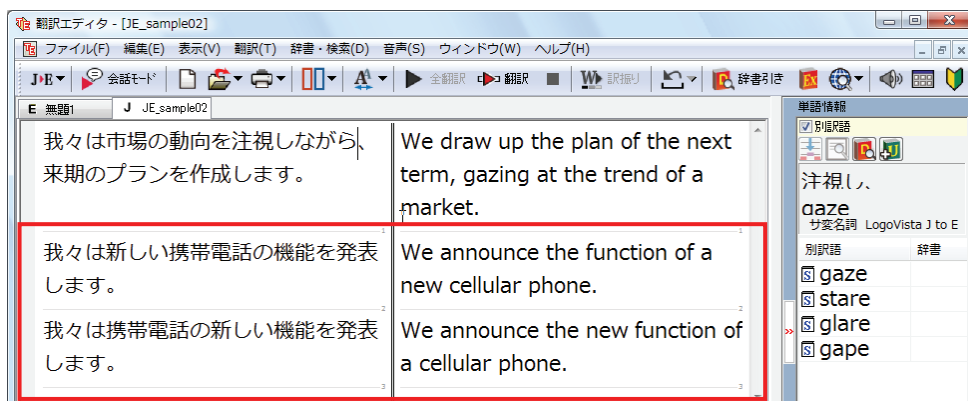 翻訳エディタ - [JE_sample02]
ファイル(F) 編集(E) 表示(V) 翻訳(T) 辞書・検索(D) 音声(S) ウィンドウ(W) ヘルプ(H)
J▶E 会話モード 全翻訳 翻訳 訳振り 辞書引き
E 無題1 J JE_sample02
我々は市場の動向を注視しながら、
来期のプランを作成します。
We draw up the plan of the next
term, gazing at the trend of a
market.
1
1
我々は新しい携帯電話の機能を発表
します。
We announce the function of a
new cellular phone.
2
2
我々は携帯電話の新しい機能を発表
します。
We announce the new function of
a cellular phone.
3
3
単語情報
別訳語
注視し、
gaze
サ変名詞 LogoVista J to E
別訳語 辞書
S gaze
S stare
S glare
S gape